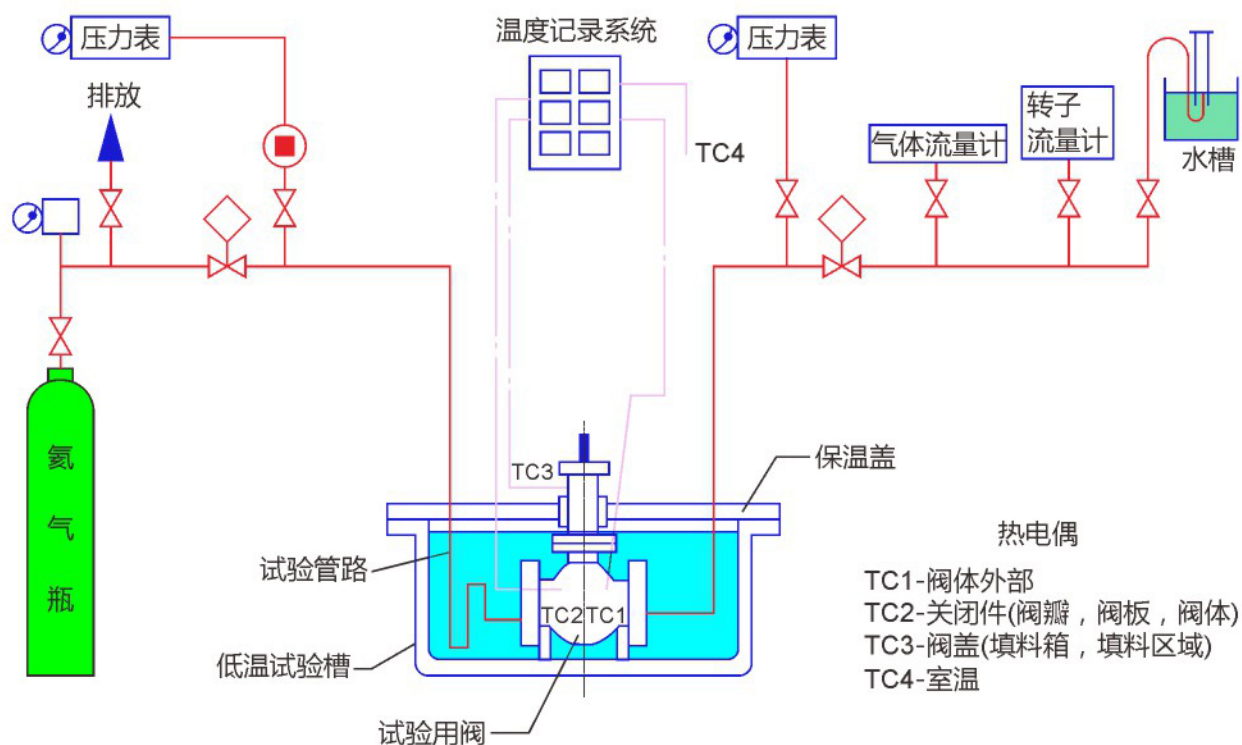 压力表
温度记录系统
压力表
排放
TC4
气体流量计
转子
流量计
水槽
氦
气
瓶
TC3
保温盖
试验管路
TC2
TC1
低温试验槽
试验用阀
热电偶
TC1-阀体外部
TC2-关闭件(阀瓣，阀板，阀体)
TC3-阀盖(填料箱，填料区域)
TC4-室温